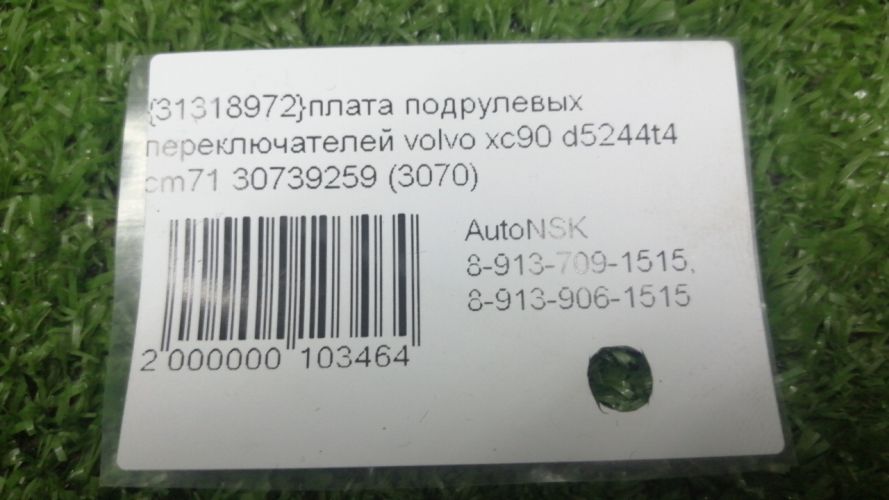 {31318972}плата подрулевых
переключателей volvo xc90 d5244t4
cm71 30739259 (3070)
AutoNSK
8-913-709-1515,
8-913-906-1515
2 000000 103464